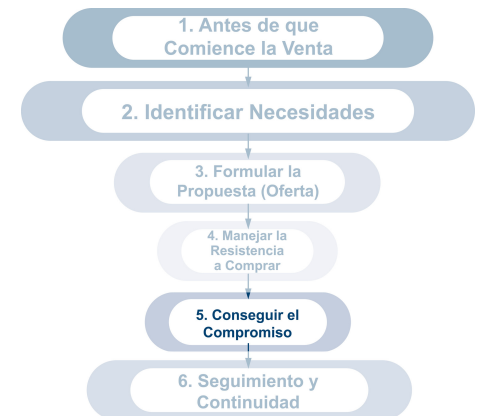 1. Antes de que
Comience la Venta
2. Identificar Necesidades
3. Formular la
Propuesta (Oferta)
4. Manejar la
Resistencia
a Comprar
5. Conseguir el
Compromiso
6. Seguimiento y
Continuidad